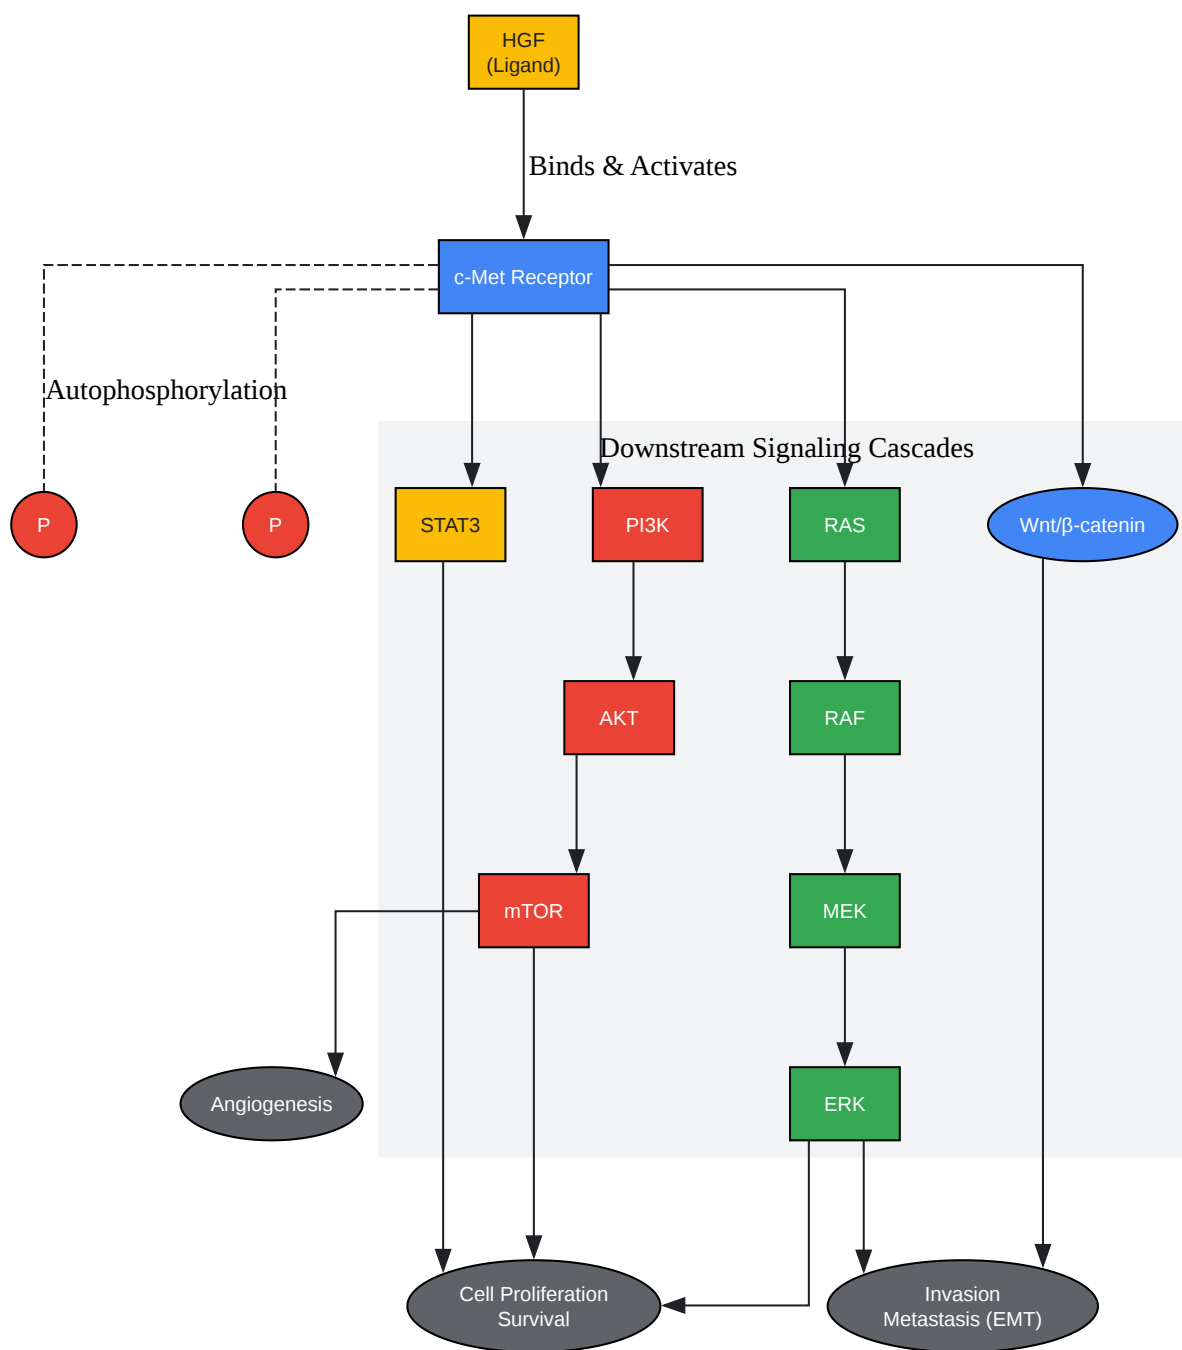 HGF
(Ligand)
Binds & Activates
c-Met Receptor
Autophosphorylation
Downstream Signaling Cascades
P
P
STAT3
PI3K
RAS
Wnt/β-catenin
AKT
RAF
mTOR
MEK
Angiogenesis
ERK
Cell Proliferation
Survival
Invasion
Metastasis (EMT)